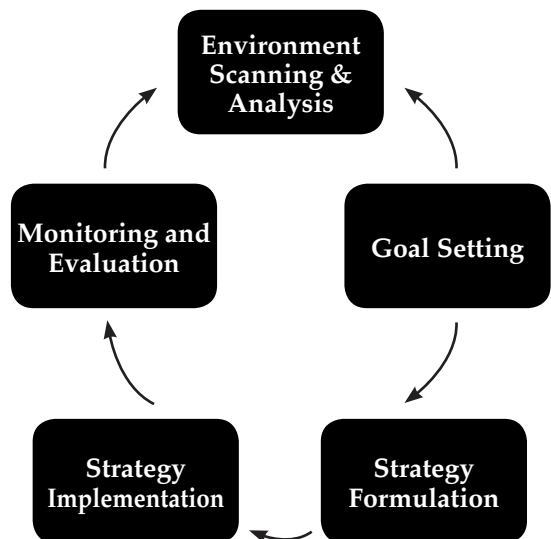 Environment
Scanning &
Analysis
Monitoring and
Evaluation
Goal Setting
Strategy
Implementation
Strategy
Formulation